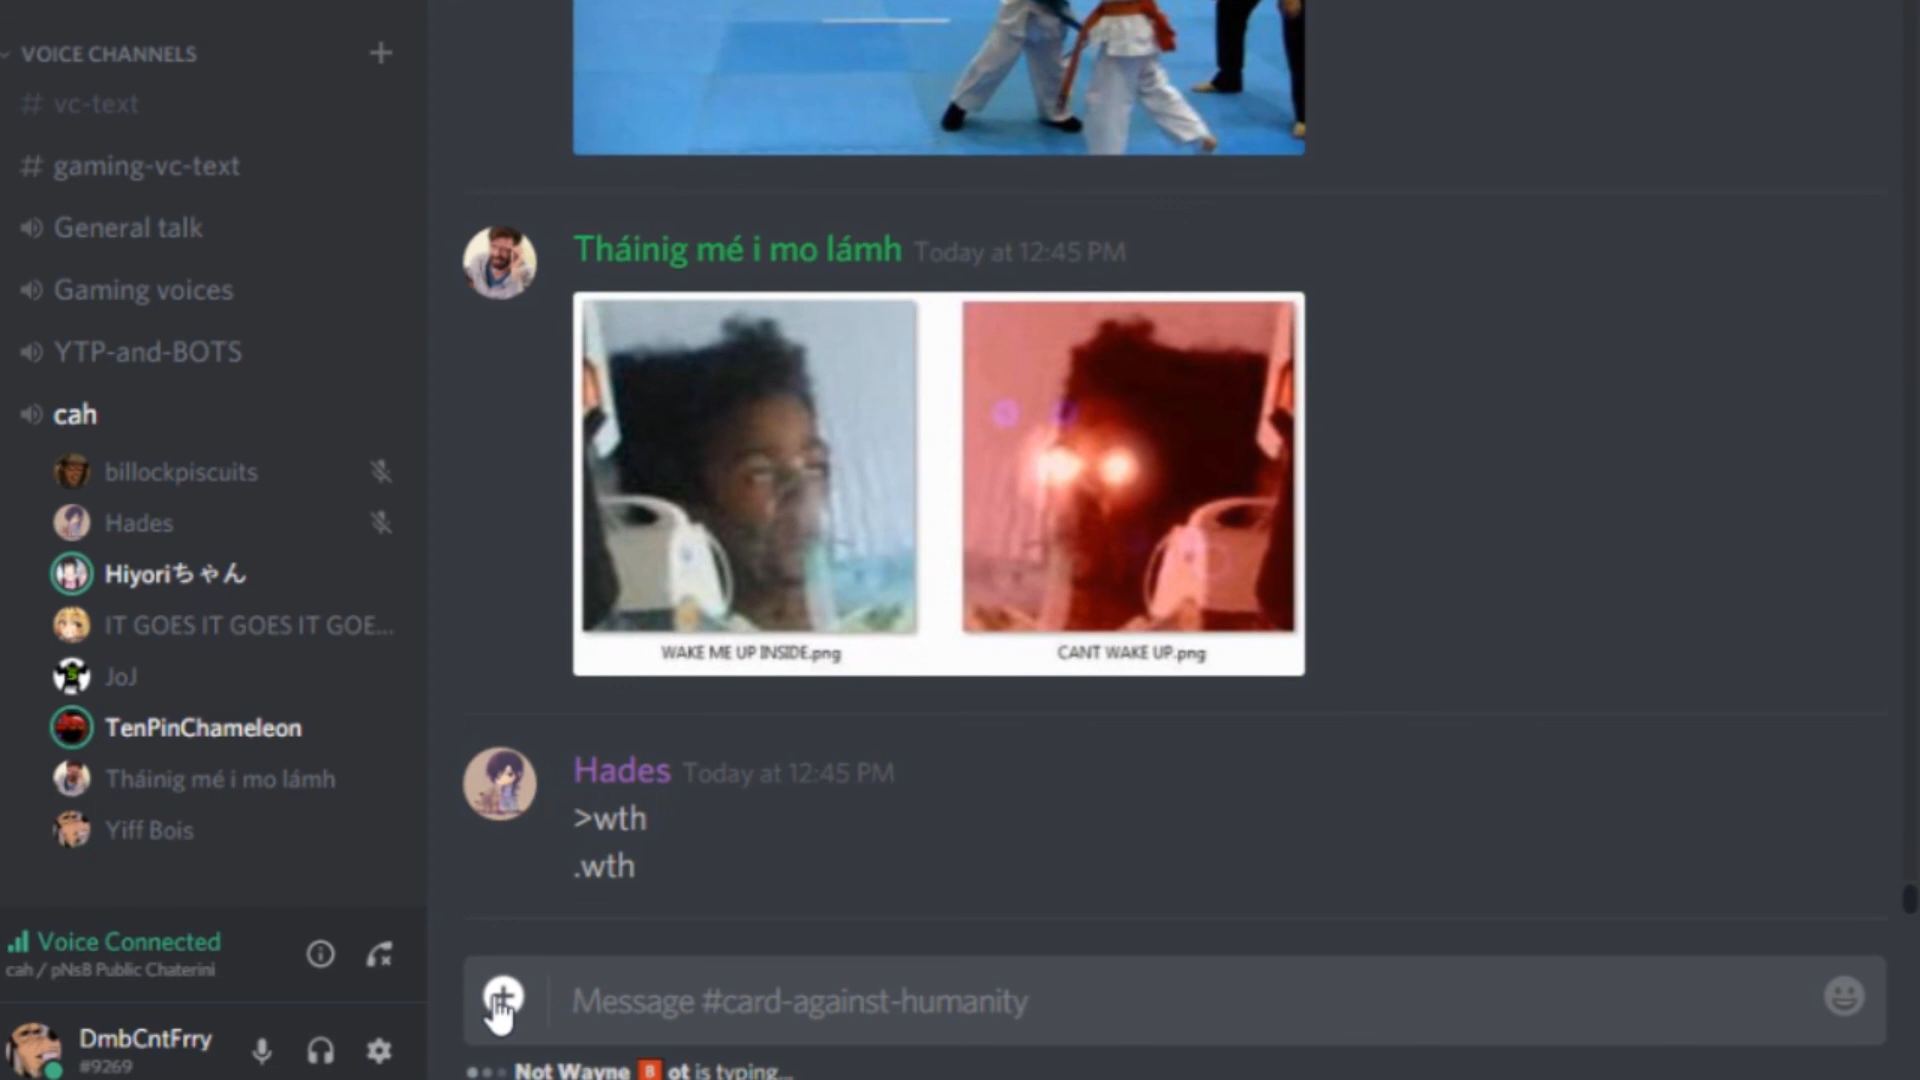 VOICE CHANNELS
# vc-text
# gaming-vc-text
General talk
Gaming voices
YTP-and-BOTS
cah
billockpiscuits
Hades
Hiyoriちゃん
IT GOES IT GOES IT GOE...
JoJ
TenPinChameleon
Tháinig mé i mo lámh
Yiff Bois
Voice Connected
cah / pNsB Public Chaterini
DmbCntFrry
#9269
Tháinig mé i mo lámh Today at 12:45 PM
WAKE ME UP INSIDE.png
CANT WAKE UP.png
Hades Today at 12:45 PM
>wth
.wth
Message #card-against-humanity
Not Wayne B ot is typing...